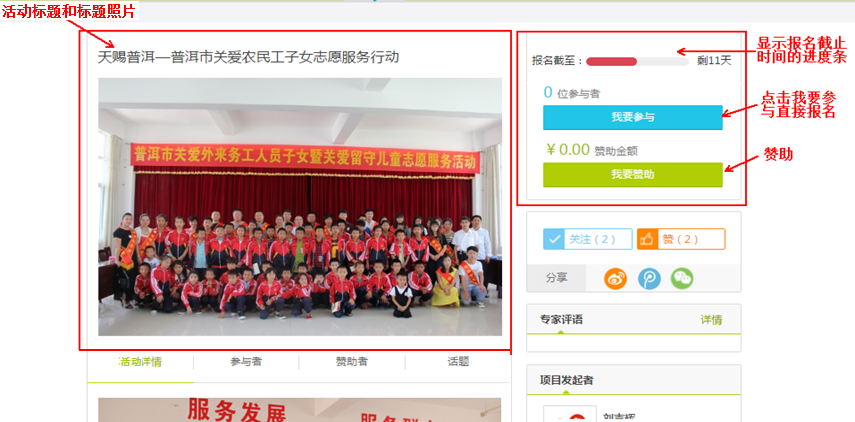 活动标题和标题照片
天赐普洱—普洱市关爱农民工子女志愿服务行动
普洱市关爱外来务工人员子女暨关爱留守儿童志愿服务活动
活动详情
参与者
赞助者
话题
服务发展
报名截至：
剩11天
0 位参与者
我要参与
￥0.00 赞助金额
我要赞助
显示报名截止
时间的进度条
点击我要参
与直接报名
赞助
关注（2）
赞（2）
分享
专家评语
详情
项目发起者